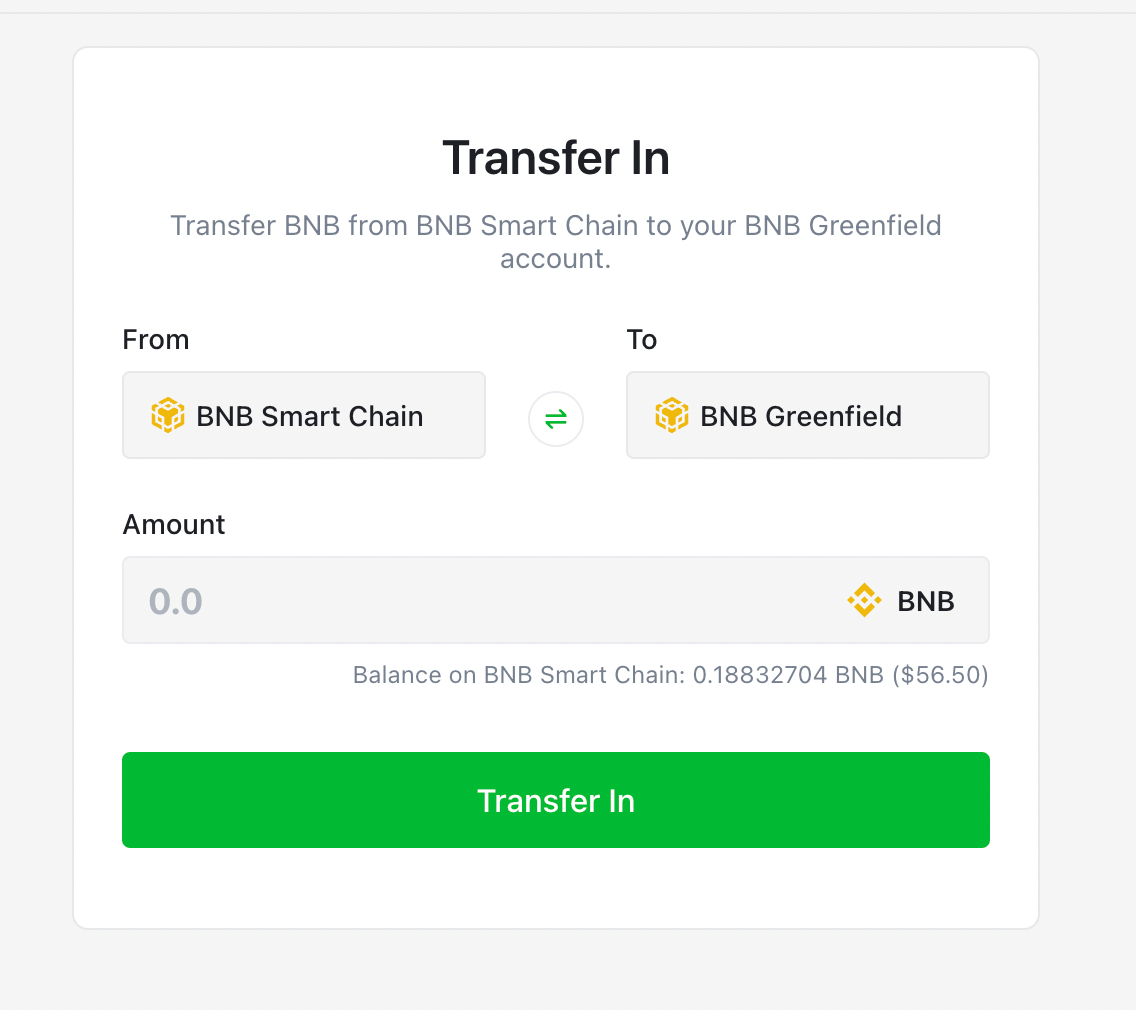 Transfer In
Transfer BNB from BNB Smart Chain to your BNB Greenfield
account.
From
To
BNB Smart Chain
BNB Greenfield
Amount
0.0
BNB
Balance on BNB Smart Chain: 0.18832704 BNB ($56.50)
Transfer In